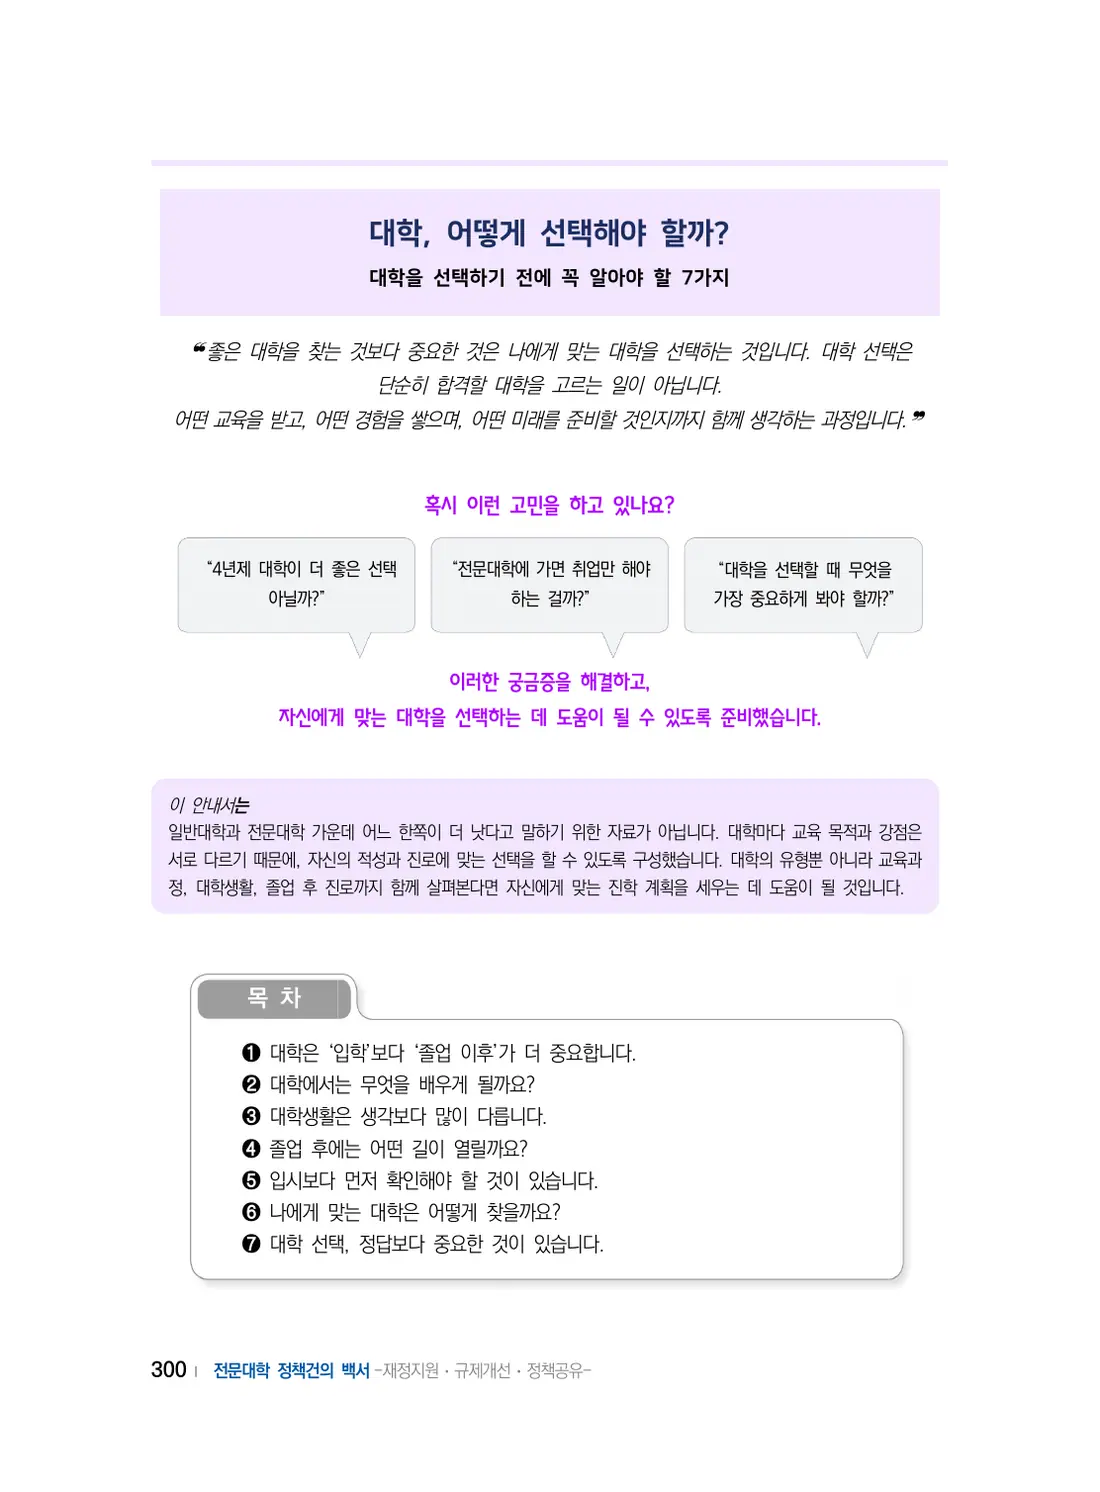 대학, 어떻게 선택해야 할까?
대학을 선택하기 전에 꼭 알아야 할 7가지
❝좋은 대학을 찾는 것보다 중요한 것은 나에게 맞는 대학을 선택하는 것입니다. 대학 선택은
단순히 합격할 대학을 고르는 일이 아닙니다.
어떤 교육을 받고, 어떤 경험을 쌓으며, 어떤 미래를 준비할 것인지까지 함께 생각하는 과정입니다.❞
혹시 이런 고민을 하고 있나요?
“4년제 대학이 더 좋은 선택
아닐까?”
“전문대학에 가면 취업만 해야
하는 걸까?”
“대학을 선택할 때 무엇을
가장 중요하게 봐야 할까?”
이러한 궁금증을 해결하고,
자신에게 맞는 대학을 선택하는 데 도움이 될 수 있도록 준비했습니다.
이 안내서는
일반대학과 전문대학 가운데 어느 한쪽이 더 낫다고 말하기 위한 자료가 아닙니다. 대학마다 교육 목적과 강점은
서로 다르기 때문에, 자신의 적성과 진로에 맞는 선택을 할 수 있도록 구성했습니다. 대학의 유형뿐 아니라 교육과
정, 대학생활, 졸업 후 진로까지 함께 살펴본다면 자신에게 맞는 진학 계획을 세우는 데 도움이 될 것입니다.
목 차
❶ 대학은 ‘입학’보다 ‘졸업 이후’가 더 중요합니다.
❷ 대학에서는 무엇을 배우게 될까요?
❸ 대학생활은 생각보다 많이 다릅니다.
❹ 졸업 후에는 어떤 길이 열릴까요?
❺ 입시보다 먼저 확인해야 할 것이 있습니다.
❻ 나에게 맞는 대학은 어떻게 찾을까요?
❼ 대학 선택, 정답보다 중요한 것이 있습니다.
300 | 전문대학 정책건의 백서 -재정지원·규제개선·정책공유-